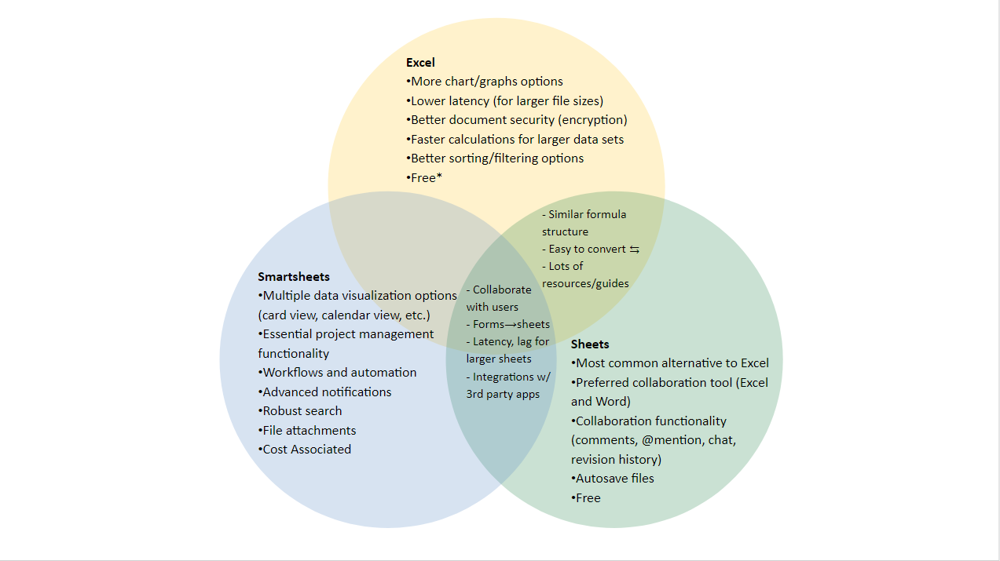 Excel
•More chart/graphs options
•Lower latency (for larger file sizes)
•Better document security (encryption)
•Faster calculations for larger data sets
•Better sorting/filtering options
•Free*
- Similar formula
structure
- Easy to convert ⇆
- Lots of
resources/guides
Smartsheets
•Multiple data visualization options
(card view, calendar view, etc.)
•Essential project management
functionality
•Workflows and automation
•Advanced notifications
•Robust search
•File attachments
•Cost Associated
- Collaborate
with users
- Forms→sheets
- Latency, lag for
larger sheets
- Integrations w/
3rd party apps
Sheets
•Most common alternative to Excel
•Preferred collaboration tool (Excel
and Word)
•Collaboration functionality
(comments, @mention, chat,
revision history)
•Autosave files
•Free